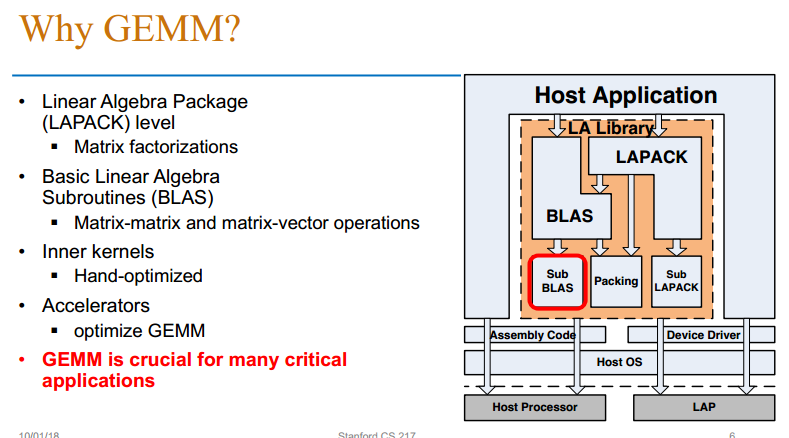 Why GEMM?
• Linear Algebra Package
(LAPACK) level
▪ Matrix factorizations
• Basic Linear Algebra
Subroutines (BLAS)
▪ Matrix-matrix and matrix-vector operations
• Inner kernels
▪ Hand-optimized
• Accelerators
▪ optimize GEMM
• GEMM is crucial for many critical
applications
Host Application
LA Library
LAPACK
BLAS
Sub
BLAS
Packing
Sub
LAPACK
Assembly Code
Device Driver
Host OS
Host Processor
LAP
10/01/18
Stanford CS 217
6